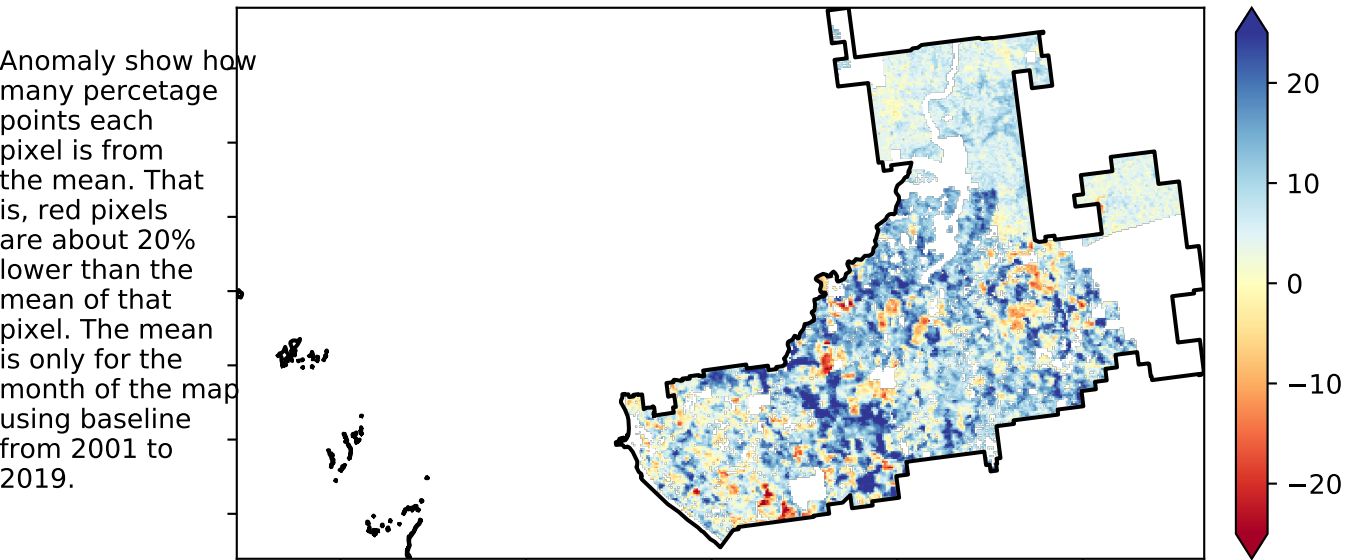 Anomaly show how
many percetage
points each
pixel is from
the mean. That
is, red pixels
are about 20%
lower than the
mean of that
pixel. The mean
is only for the
month of the map
using baseline
from 2001 to
2019.
20
10
0
−10
−20